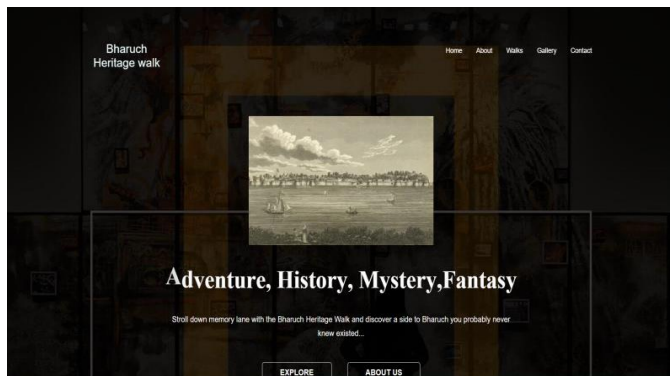 Bharuch
Heritage walk
Home About Walks Gallery Contact
Adventure, History, Mystery,Fantasy
Stroll down memory lane with the Bharuch Heritage Walk and discover a side to Bharuch you probably never
knew existed...
EXPLORE ABOUT US